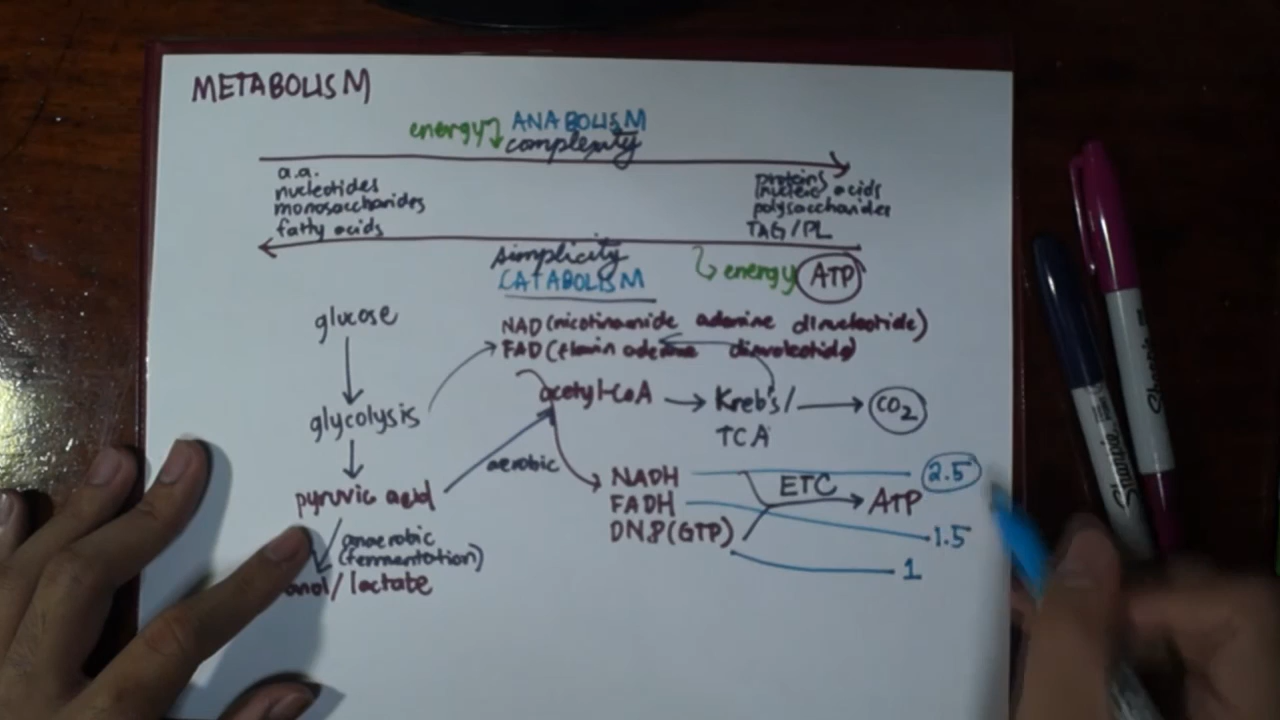 METABOLISM
energy ANABOLISM
complexity
a.a.
nucleotides
monosaccharides
fatty acids
proteins
nucleic acids
polysaccharides
TAG/PL
simplicity
CATABOLISM
energy ATP
glucose
NAD (nicotinamide adenine dinucleotide)
FAD (flavin adenine dinucleotide)
acetyl-CoA
Kreb's/
TCA
CO2
glycolysis
aerobic
pyruvic acid
anaerobic
(fermentation)
anol/lactate
NADH
FADH
(GTP)
ETC
ATP
2.5
1.5
1
Sharpie
Sharpie